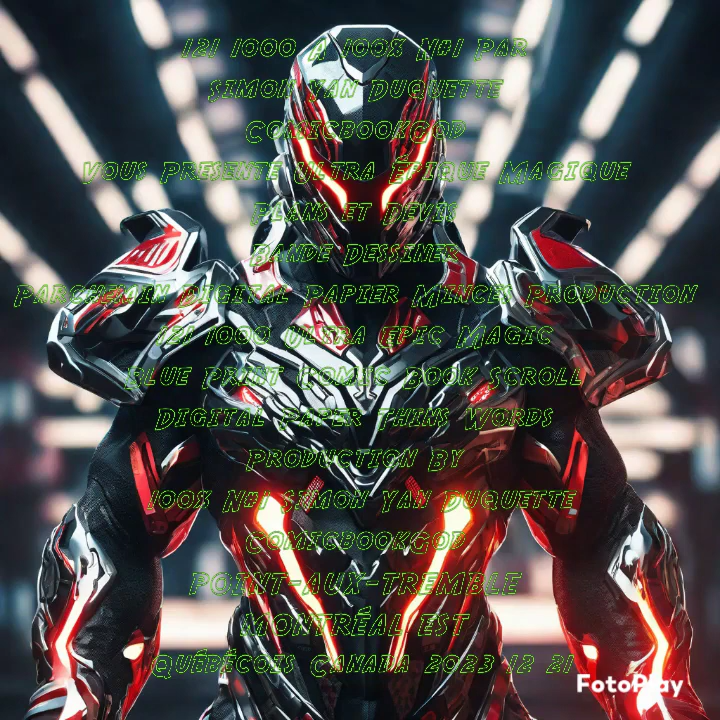 121 1000 A 100% N#1 Par
Simon Yan Duquette
ComicbookGod
Vous Presente Ultra Épique Magique
Plans et Devis
Bande Dessiner
Parchemin Digital Papier Minces Production
121 1000 Ultra Epic Magic
Blue Print Comic Book Scroll
Digital Paper Thins Words
Production By
100% N#1 Simon Yan Duquette
ComicbookGod
Point-aux-Tremble
Montréal Est
Québécois Canada 2023 12 21
FotoPlay